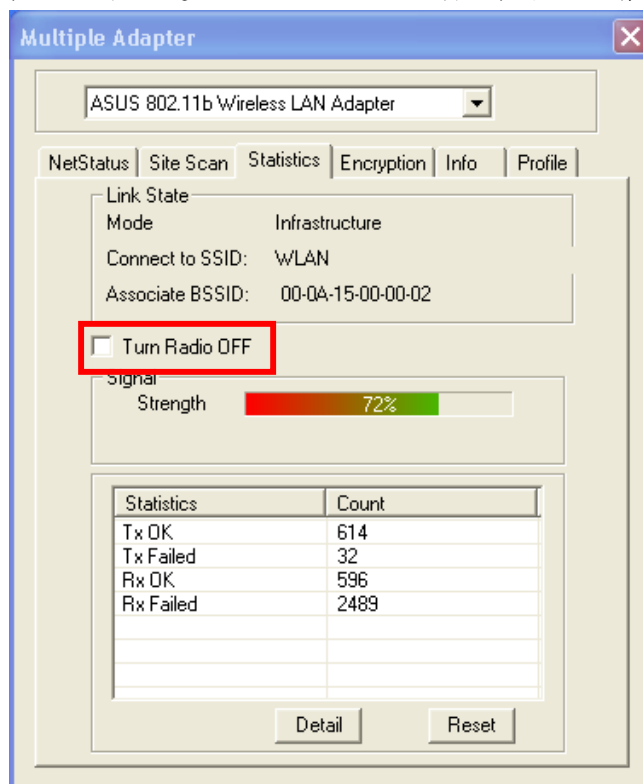 Multiple Adapter
ASUS 802.11b Wireless LAN Adapter
NetStatus Site Scan Statistics Encryption Info Profile
Link State
Mode Infrastructure
Connect to SSID: WLAN
Associate BSSID: 00-0A-15-00-00-02
Turn Radio OFF
Signal
Strength 72%
Statistics Count
Tx OK 614
Tx Failed 32
Rx OK 596
Rx Failed 2489
Detail Reset